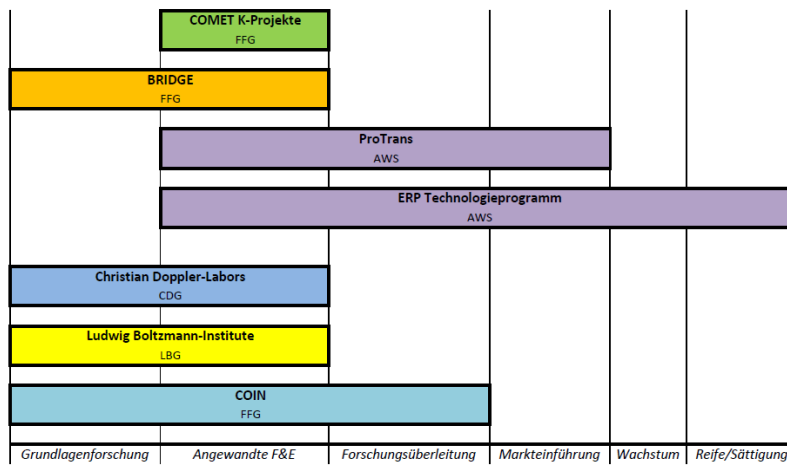 COMET K-Projekte
FFG
BRIDGE
FFG
ProTrans
AWS
ERP Technologieprogramm
AWS
Christian Doppler-Labors
CDG
Ludwig Boltzmann-Institute
LBG
COIN
FFG
Grundlagenforschung Angewandte F&E Forschungsüberleitung Markteinführung Wachstum Reife/Sättigung